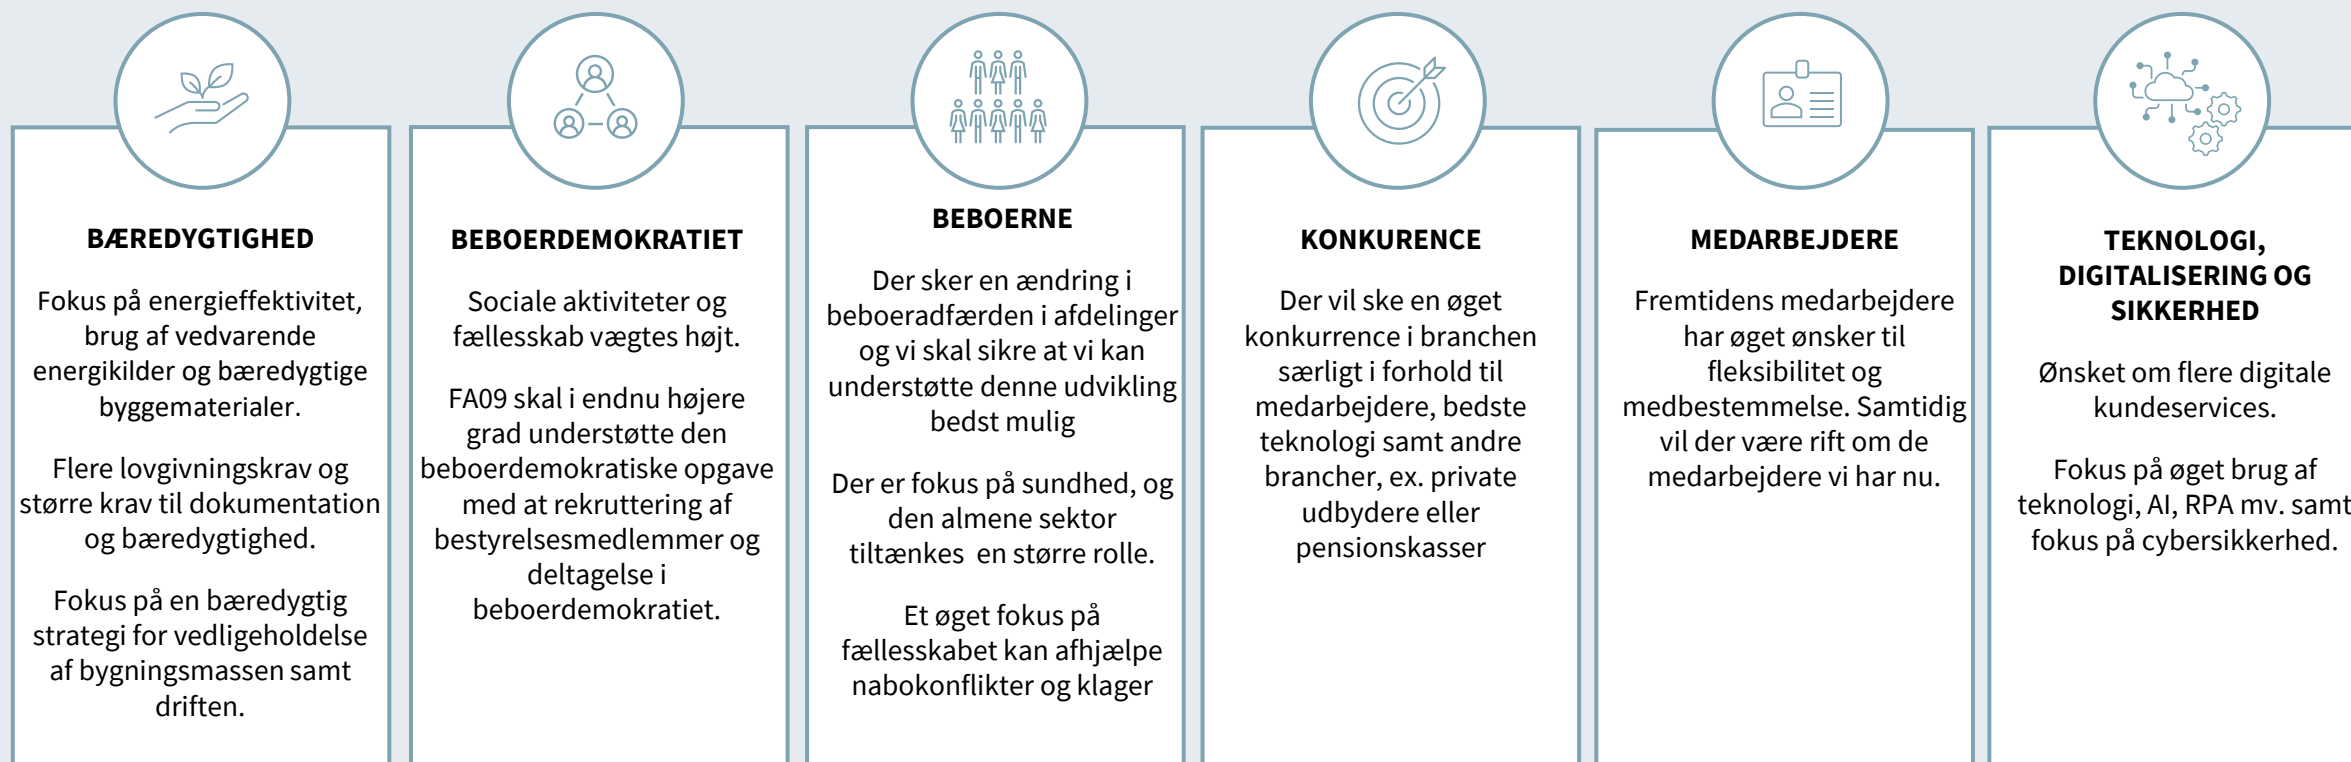 BÆREDYGTIGHED
Fokus på energieffektivitet,
brug af vedvarende
energikilder og bæredygtige
byggematerialer.
Flere lovgivningskrav og
større krav til dokumentation
og bæredygtighed.
Fokus på en bæredygtig
strategi for vedligeholdelse
af bygningsmassen samt
driften.
BEBOERDEMOKRATIET
Sociale aktiviteter og
fællesskab vægtes højt.
FA09 skal i endnu højere
grad understøtte den
beboerdemokratiske opgave
med at rekruttering af
bestyrelsesmedlemmer og
deltagelse i
beboerdemokratiet.
BEBOERNE
Der sker en ændring i
beboeradfærden i afdelinger
og vi skal sikre at vi kan
understøtte denne udvikling
bedst mulig
Der er fokus på sundhed, og
den almene sektor
tiltænkes  en større rolle.
Et øget fokus på
fællesskabet kan afhjælpe
nabokonflikter og klager
KONKURENCE
Der vil ske en øget
konkurrence i branchen
særligt i forhold til
medarbejdere, bedste
teknologi samt andre
brancher, ex. private
udbydere eller
pensionskasser
MEDARBEJDERE
Fremtidens medarbejdere
har øget ønsker til
fleksibilitet og
medbestemmelse. Samtidig
vil der være rift om de
medarbejdere vi har nu.
TEKNOLOGI,
DIGITALISERING OG
SIKKERHED
Ønsket om flere digitale
kundeservices.
Fokus på øget brug af
teknologi, AI, RPA mv. samt
fokus på cybersikkerhed.